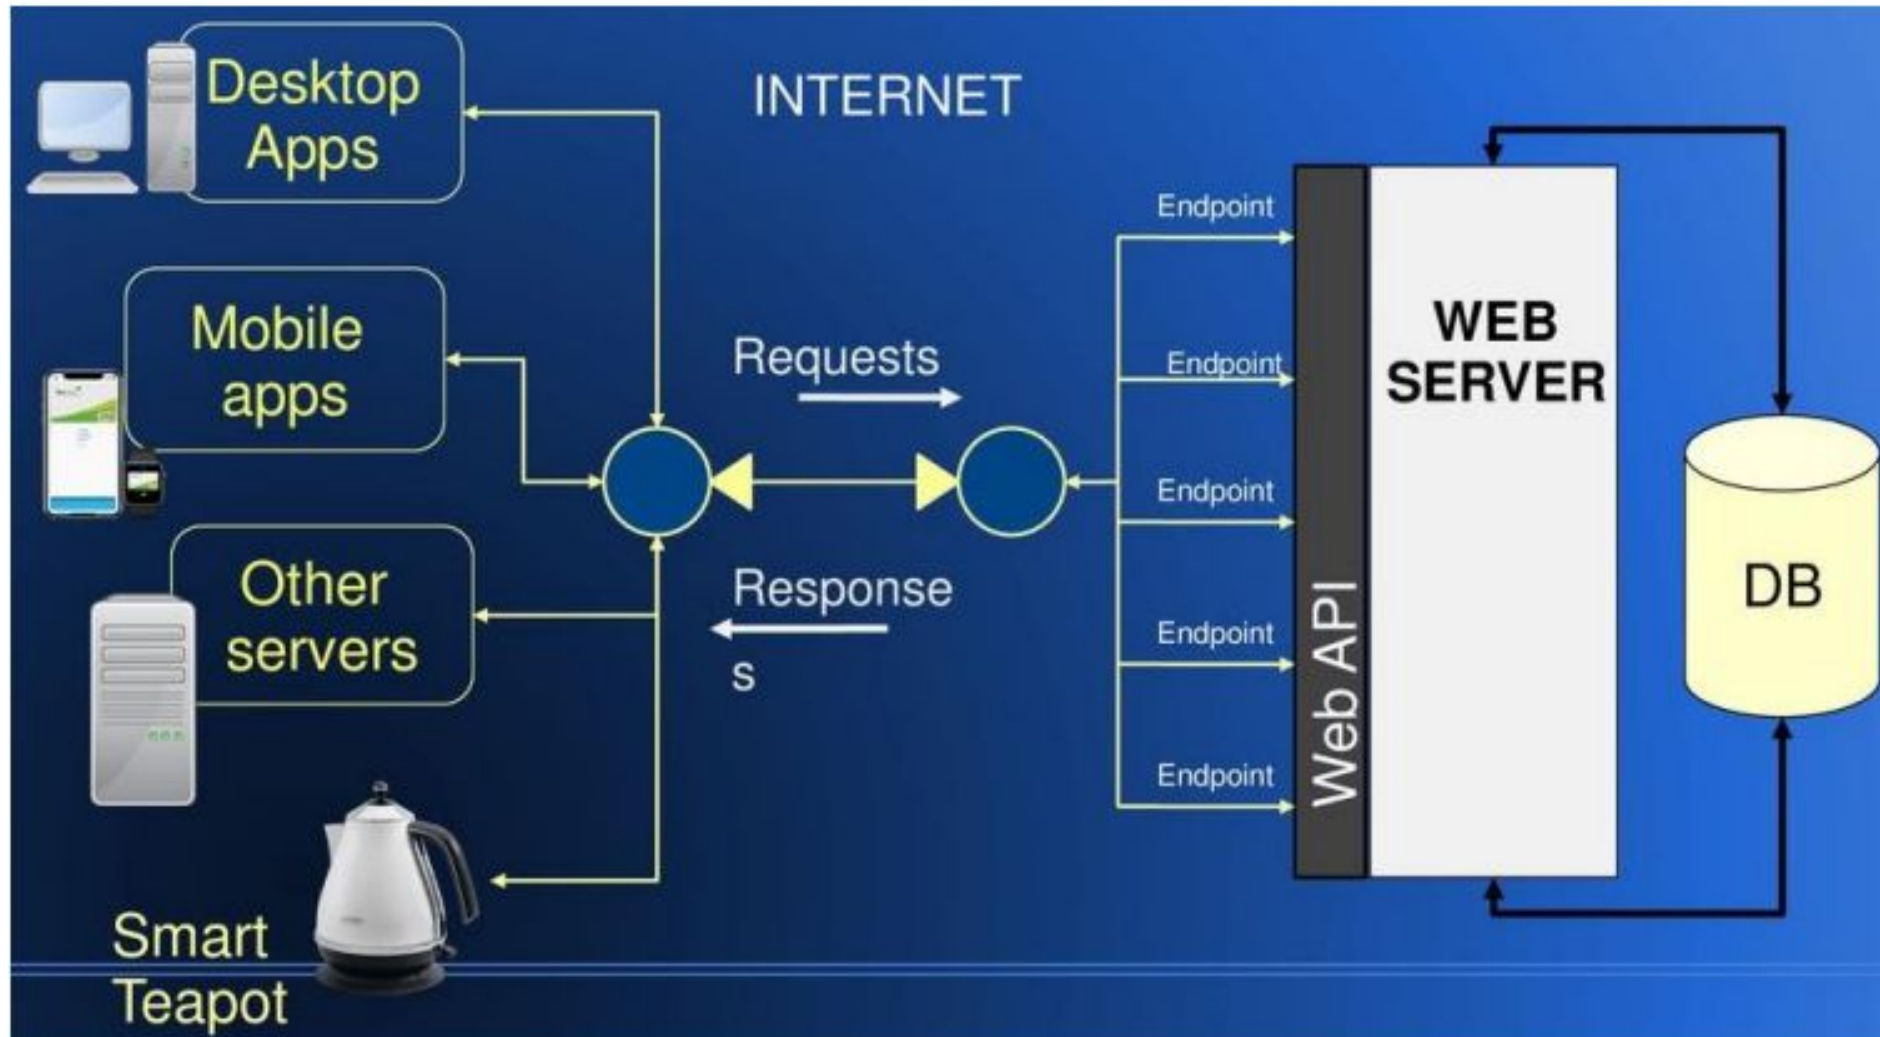 Desktop
Apps
INTERNET
Mobile
apps
Requests
Other
servers
Response
s
Smart
Teapot
Endpoint
Endpoint
Endpoint
Endpoint
Endpoint
Web API
WEB
SERVER
DB